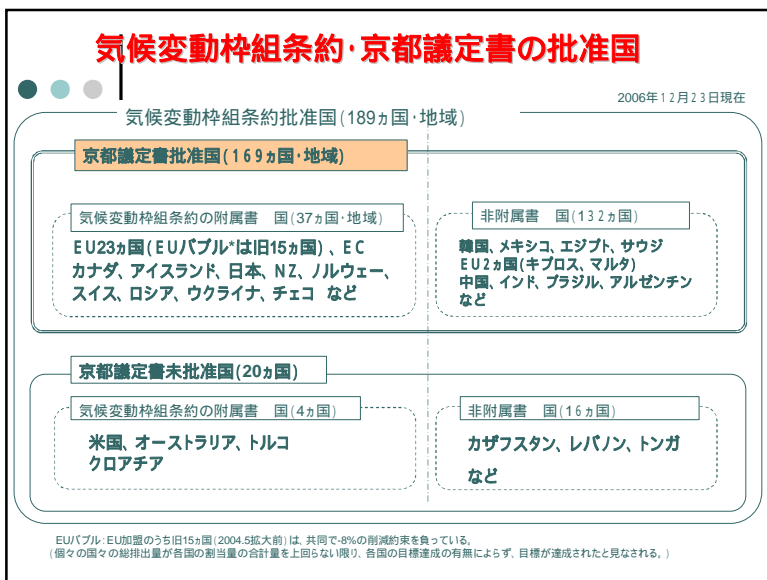 気候変動枠組条約･京都議定書の批准国
2006年12月23日現在
気候変動枠組条約批准国(189ヵ国･地域)
京都議定書批准国(169ヵ国･地域)
気候変動枠組条約の附属書　国(37ヵ国･地域)
EU23ヵ国(EUバブル*は旧15ヵ国)、EC
カナダ、アイスランド、日本、NZ、ノルウェー、
スイス、ロシア、ウクライナ、チェコ など
非附属書　国(132ヵ国)
韓国、メキシコ、エジプト、サウジ
EU2ヵ国(キプロス、マルタ)
中国、インド、ブラジル、アルゼンチン
など
京都議定書未批准国(20ヵ国)
気候変動枠組条約の附属書　国(4ヵ国)
米国、オーストラリア、トルコ
クロアチア
非附属書　国(16ヵ国)
カザフスタン、レバノン、トンガ
など
EUバブル:EU加盟のうち旧15ヵ国(2004.5拡大前)は、共同で-8%の削減約束を負っている。
(個々の国々の総排出量が各国の割当量の合計量を上回らない限り、各国の目標達成の有無によらず、目標が達成されたと見なされる。)